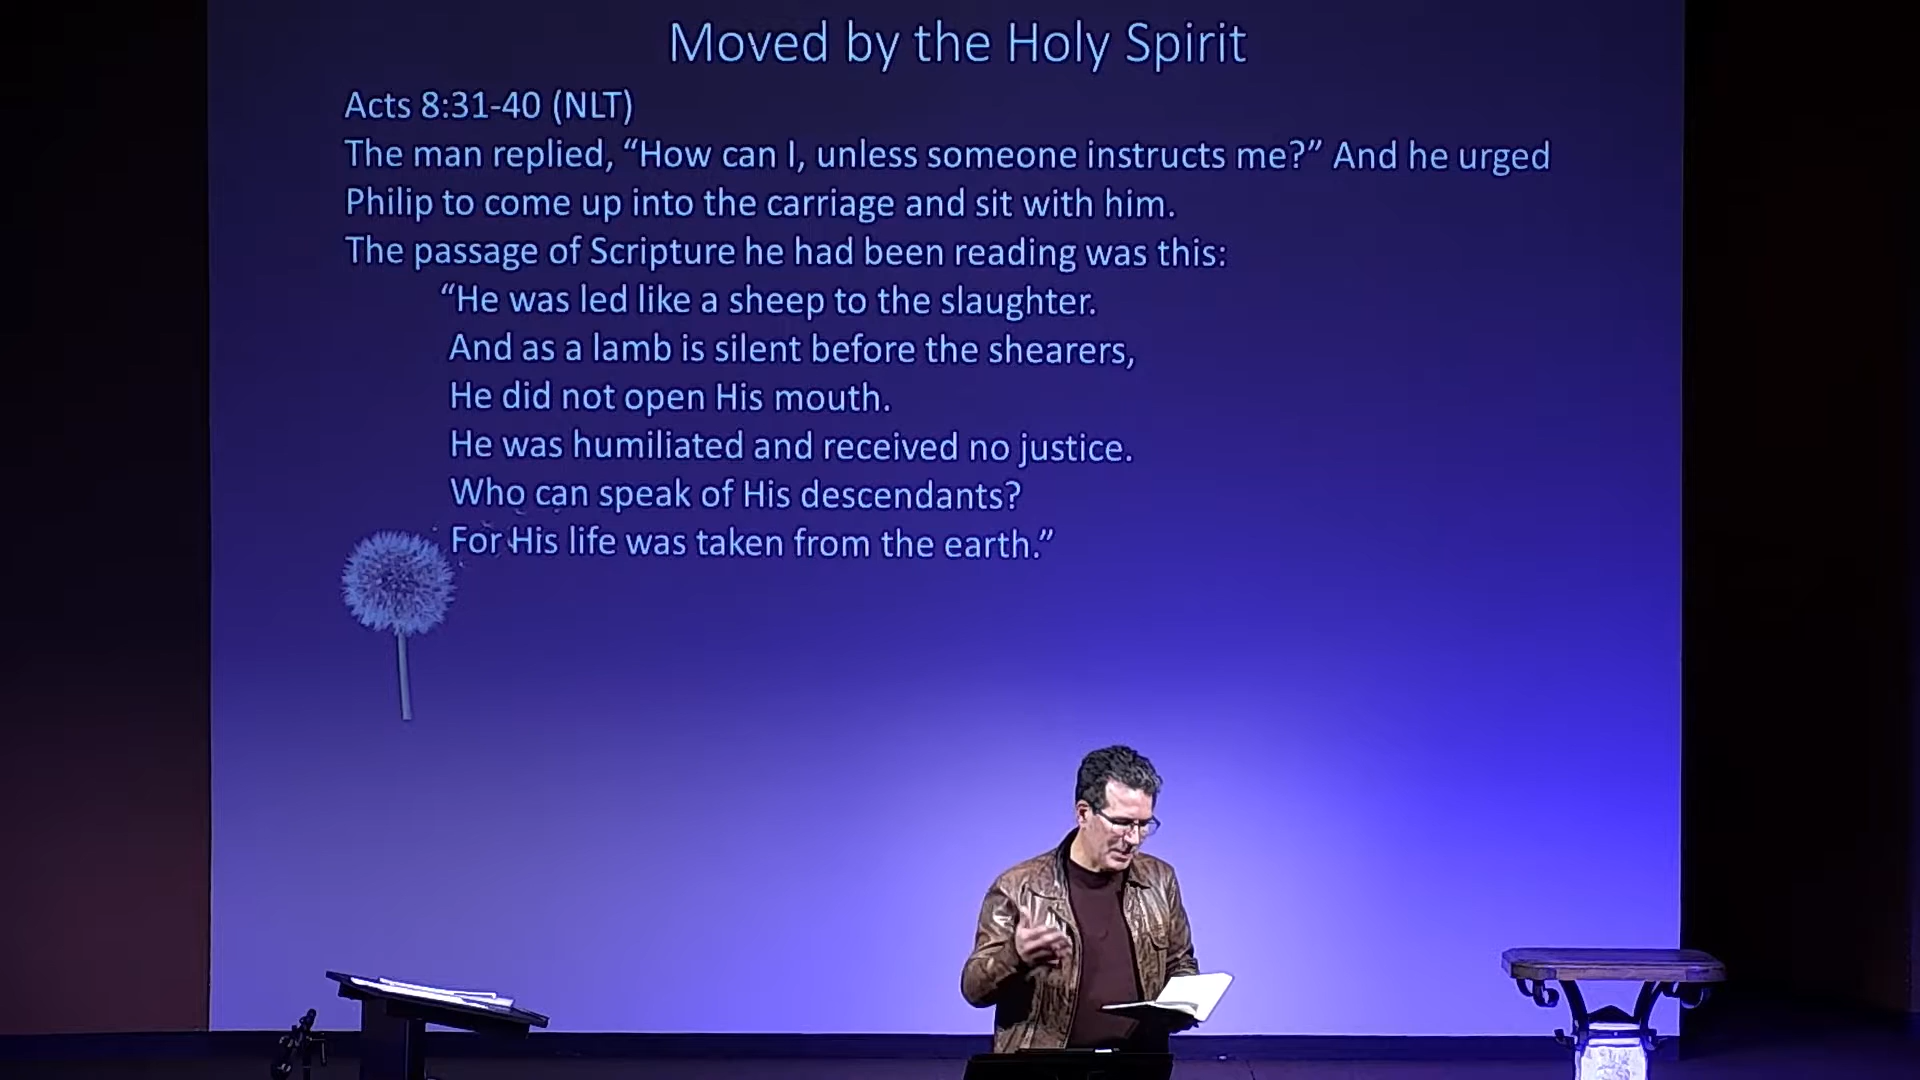 Moved by the Holy Spirit
Acts 8:31-40 (NLT)
The man replied, “How can I, unless someone instructs me?” And he urged
Philip to come up into the carriage and sit with him.
The passage of Scripture he had been reading was this:
“He was led like a sheep to the slaughter.
And as a lamb is silent before the shearers,
He did not open His mouth.
He was humiliated and received no justice.
Who can speak of His descendants?
For His life was taken from the earth.”